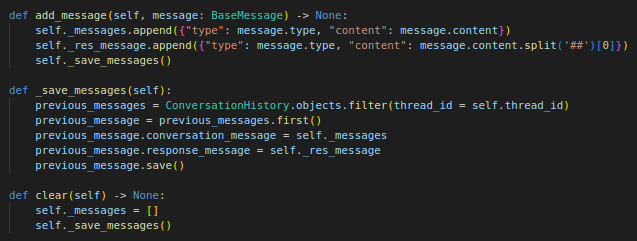 def add_message(self, message: BaseMessage) -> None:
    self._messages.append({"type": message.type, "content": message.content})
    self._res_message.append({"type": message.type, "content": message.content.split('##')[0]})
    self._save_messages()

def _save_messages(self):
    previous_messages = ConversationHistory.objects.filter(thread_id = self.thread_id)
    previous_message = previous_messages.first()
    previous_message.conversation_message = self._messages
    previous_message.response_message = self._res_message
    previous_message.save()

def clear(self) -> None:
    self._messages = []
    self._save_messages()